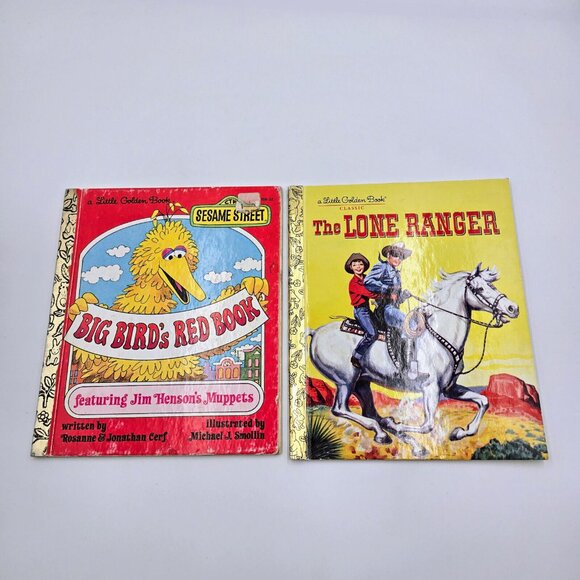 a Little Golden Book
SESAME STREET
BIG BIRD's RED BOOK
featuring Jim Henson's Muppets
written by
Rosanne & Jonathan Cerf
illustrated by
Michael J. Smollin
a Little Golden Book®
CLASSIC
The LONE RANGER